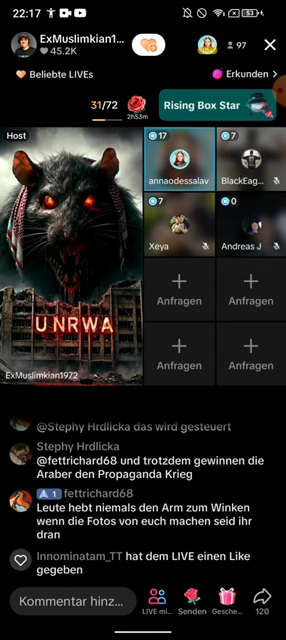 22:17
ExMuslimkian1...
45.2K
97
Beliebte LIVEs
Erkunden >
31/72
2h53m
Rising Box Star
Host
17
annaodessalav
7
BlackEag...
UNRWA
7
Xeya
0
Andreas J
Anfragen
Anfragen
Anfragen
Anfragen
ExMuslimkian1972
@Stephy Hrdlicka das wird gesteuert
Stephy Hrdlicka
@fettrichard68 und trotzdem gewinnen die
Araber den Propaganda Krieg
1 fettrichard68
Leute hebt niemals den Arm zum Winken
wenn die Fotos von euch machen seid ihr
dran
Innominatam_TT hat dem LIVE einen Like
gegeben
Kommentar hinz...
LIVE mi...
Senden
Gesche...
120